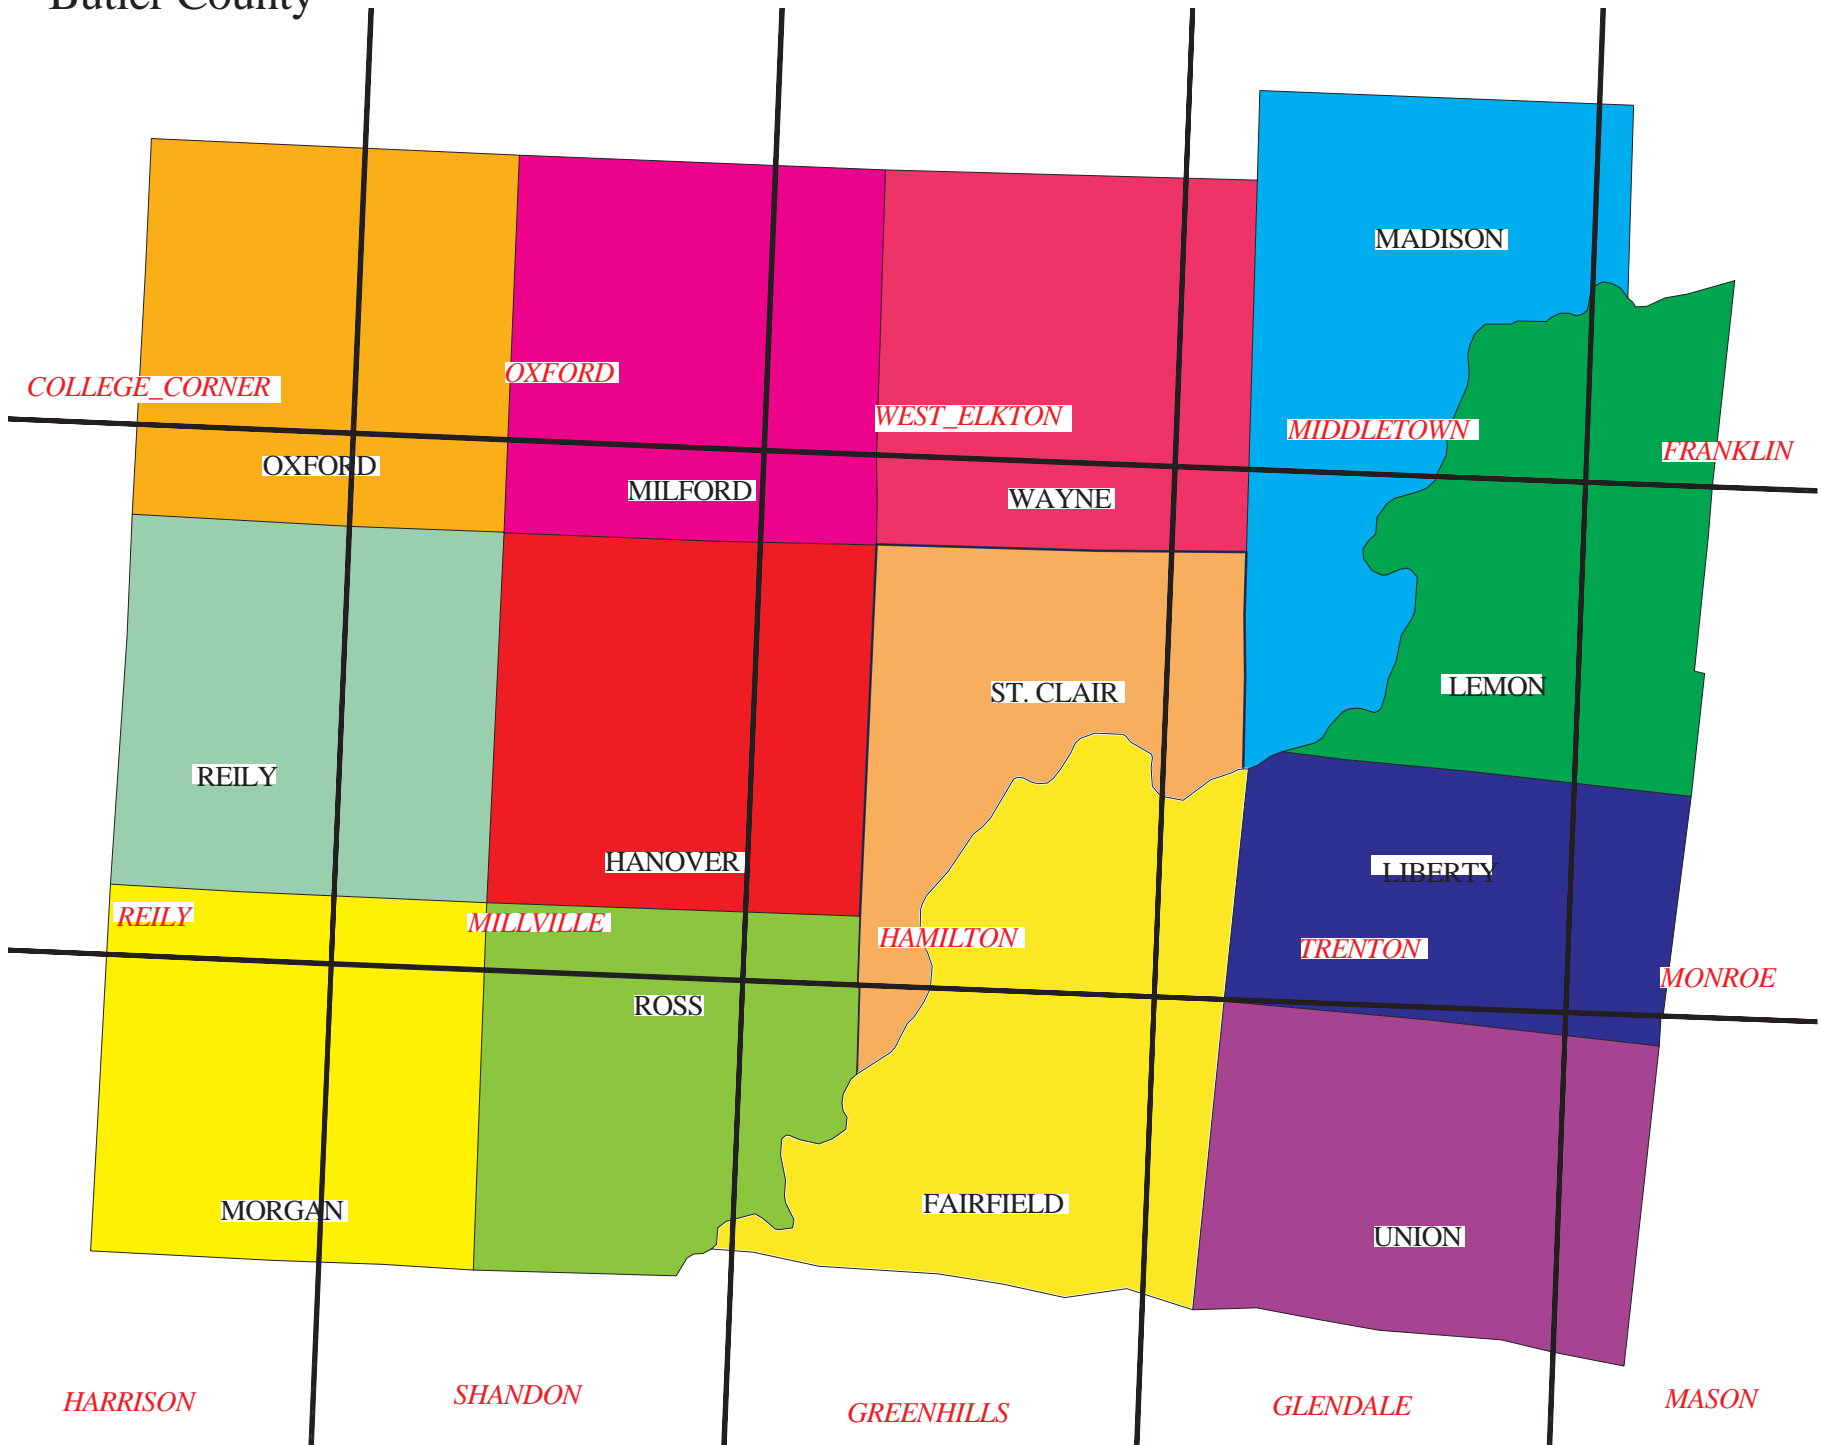 Butler County
MADISON
OXFORD
COLLEGE_CORNER
WEST_ELKTON
MIDDLETOWN
FRANKLIN
OXFORD
MILFORD
WAYNE
ST. CLAIR
LEMON
REILY
HANOVER
LIBERTY
REILY
MILLVILLE
HAMILTON
TRENTON
MONROE
ROSS
MORGAN
FAIRFIELD
UNION
HARRISON
SHANDON
GREENHILLS
GLENDALE
MASON